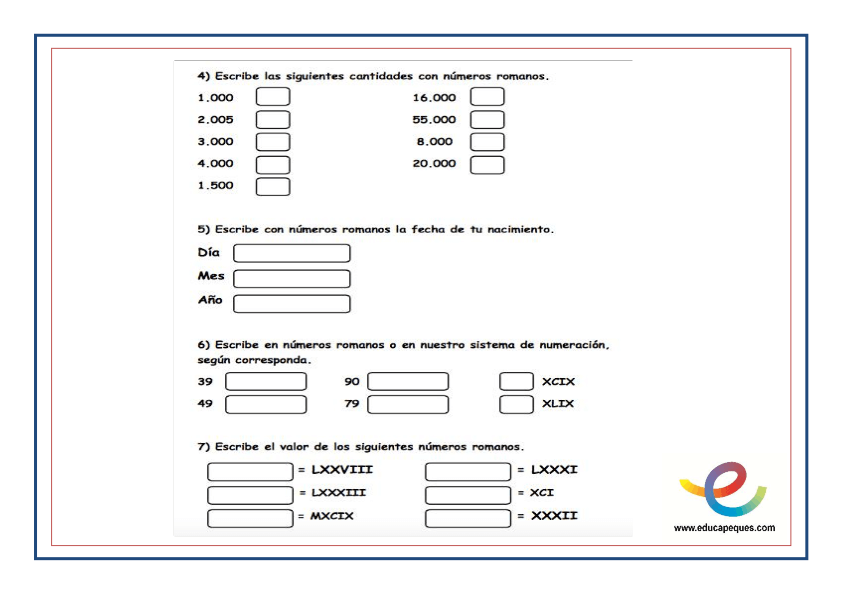 4) Escribe las siguientes cantidades con números romanos.
1.000 16.000
2.005 55.000
3.000 8.000
4.000 20.000
1.500
5) Escribe con números romanos la fecha de tu nacimiento.
Día
Mes
Año
6) Escribe en números romanos o en nuestro sistema de numeración,
según corresponda.
39 90 XCIX
49 79 XLIX
7) Escribe el valor de los siguientes números romanos.
= LXXVIII = LXXXI
= LXXXIII = XCI
= MXCIX = XXXII
www.educapeques.com